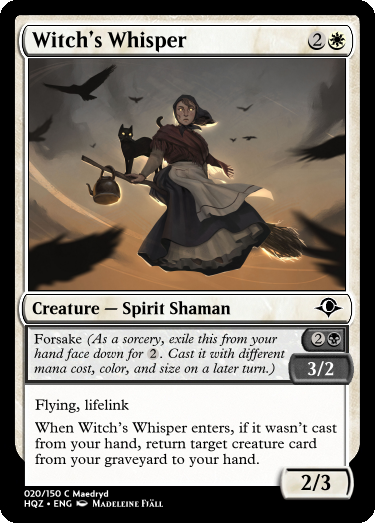 Witch's Whisper 2
Creature — Spirit Shaman
Forsake (As a sorcery, exile this from your 2
hand face down for 2. Cast it with different
mana cost, color, and size on a later turn.) 3/2
Flying, lifelink
When Witch's Whisper enters, if it wasn't cast
from your hand, return target creature card
from your graveyard to your hand.
2/3
020/150 C Maedryd
HQZ • ENG Madeleine Fjäll